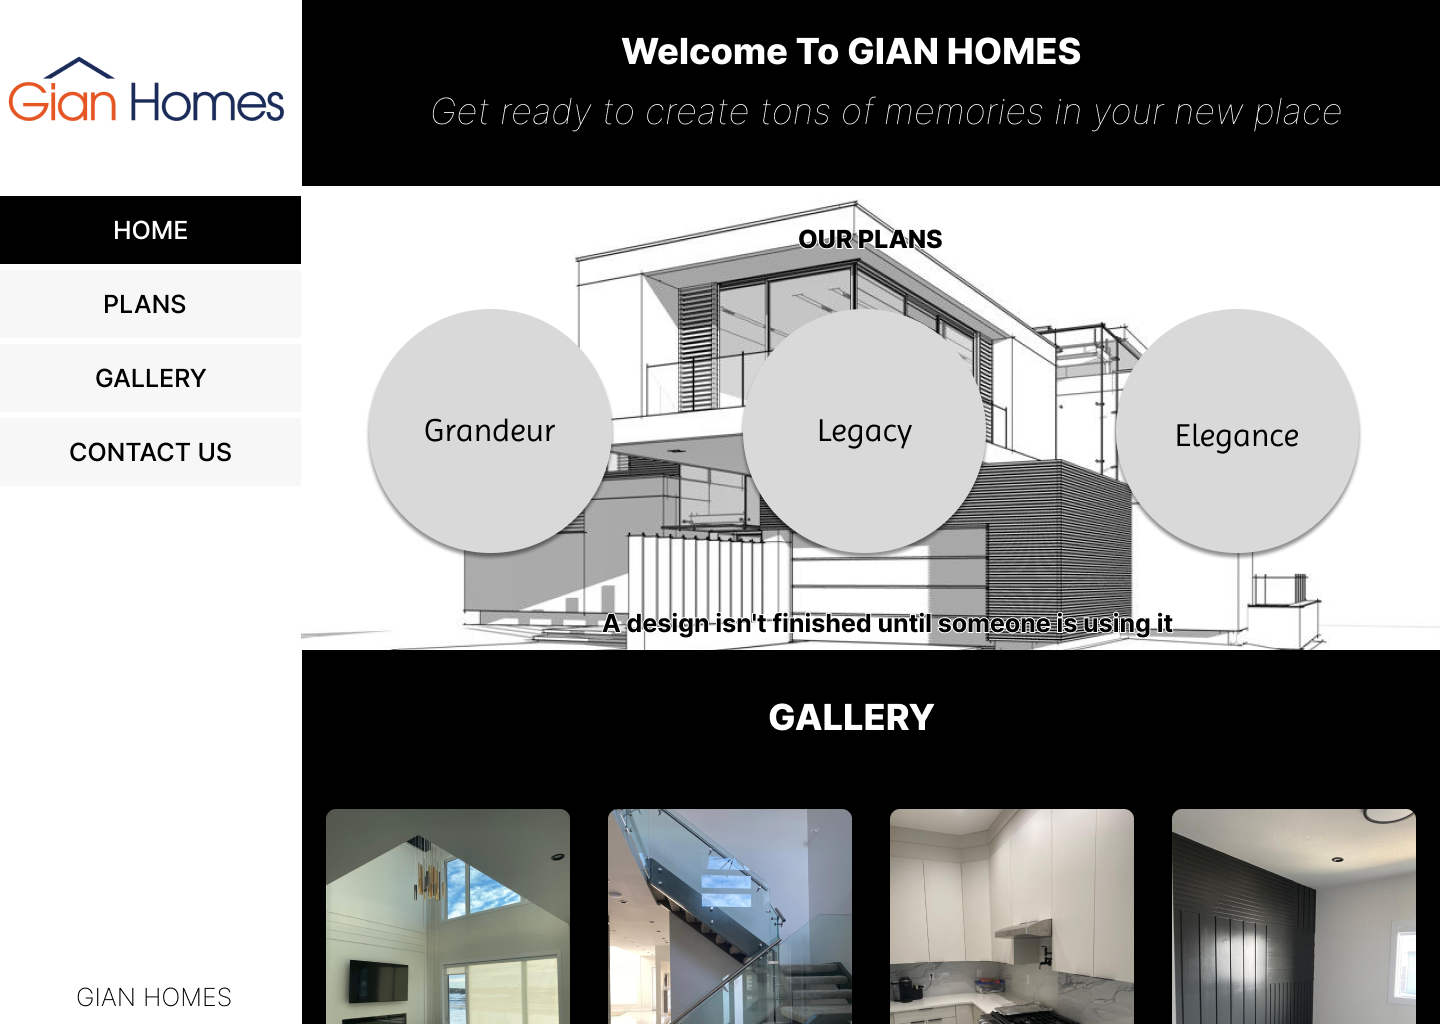 Gian Homes
HOME
PLANS
GALLERY
CONTACT US
GIAN HOMES
Welcome To GIAN HOMES
Get ready to create tons of memories in your new place
OUR PLANS
Grandeur
Legacy
Elegance
A design isn't finished until someone is using it
GALLERY